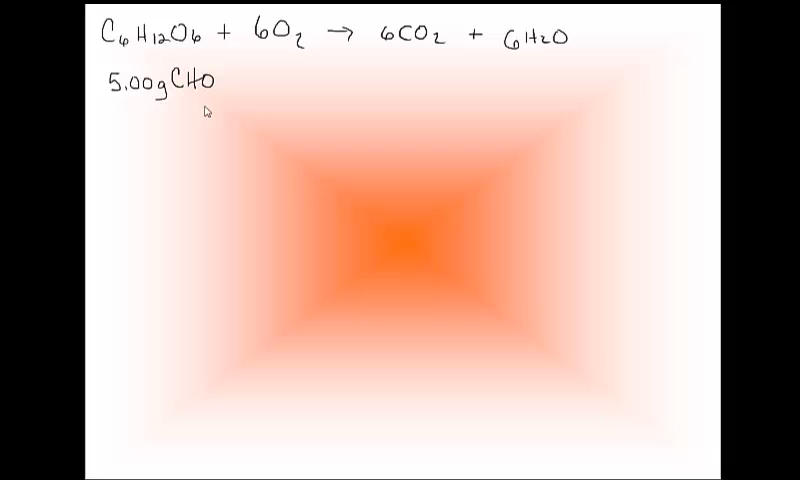 C₆H₁₂O₆ + 6O₂ → 6CO₂ + 6H₂O
5.00g CHO